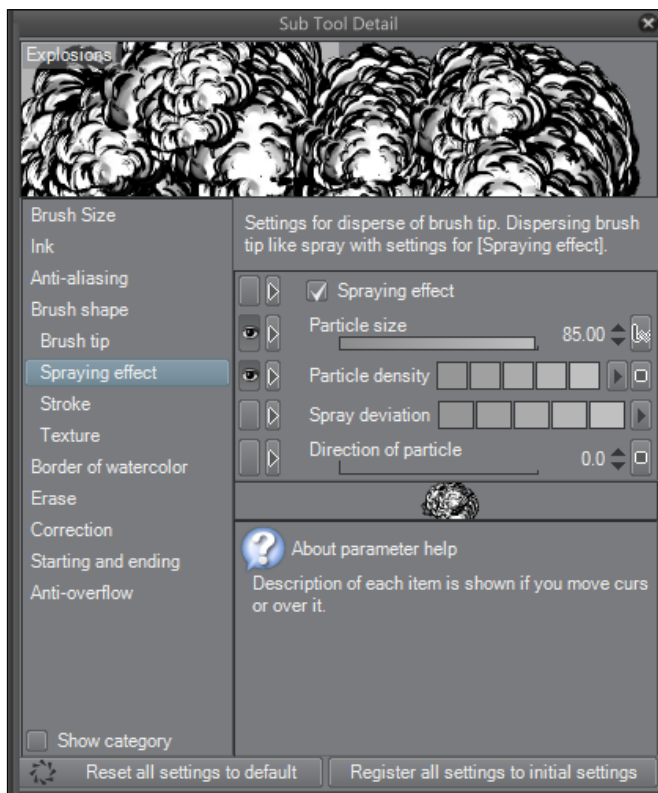 Sub Tool Detail
Explosions
Brush Size
Ink
Anti-aliasing
Brush shape
Brush tip
Spraying effect
Stroke
Texture
Border of watercolor
Erase
Correction
Starting and ending
Anti-overflow
Show category
Settings for disperse of brush tip. Dispersing brush
tip like spray with settings for [Spraying effect].
Spraying effect
Particle size 85.00
Particle density
Spray deviation
Direction of particle 0.0
About parameter help
Description of each item is shown if you move curs
or over it.
Reset all settings to default
Register all settings to initial settings